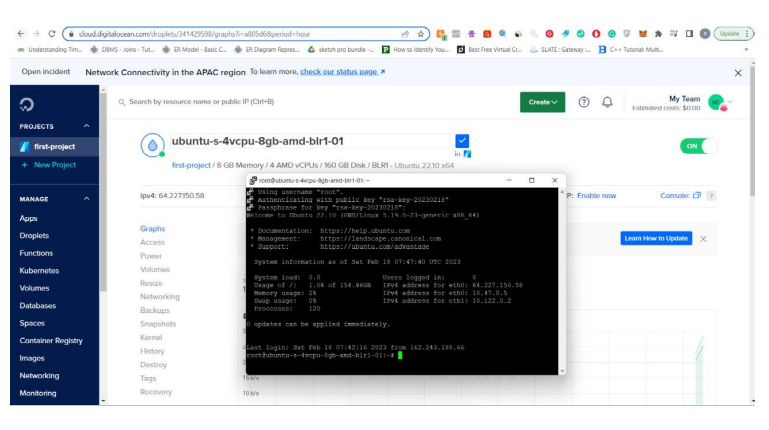 cloud.digitalocean.com/droplets/341429598/graphs?i=a805d6&period=hour
Update
Understanding Tim...
DBMS - Joins - Tut...
ER Model - Basic C...
ER Diagram Repres...
sketch pro bundle -...
How to Identify You...
Best Free Virtual Cr...
SLATE : Gateway :...
C++ Tutorial: Multi...
Open incident Network Connectivity in the APAC region To learn more, check our status page
Search by resource name or public IP (Ctrl+B)
Create
My Team
Estimated costs: $0.00
MT
PROJECTS
first-project
+ New Project
MANAGE
Apps
Droplets
Functions
Kubernetes
Volumes
Databases
Spaces
Container Registry
Images
Networking
Monitoring
ubuntu-s-4vcpu-8gb-amd-blr1-01
in
first-project / 8 GB Memory / 4 AMD vCPUs / 160 GB Disk / BLR1 - Ubuntu 22.10 x64
ON
ipv4: 64.227.150.58
P: Enable now
Console:
Learn How to Update
Graphs
Access
Power
Volumes
Resize
Networking
Backups
Snapshots
Kernel
History
Destroy
Tags
Recovery
15 b/s
10 b/s
root@ubuntu-s-4vcpu-8gb-amd-blr1-01: ~
Using username "root".
Authenticating with public key "rsa-key-20230218"
Passphrase for key "rsa-key-20230218":
Welcome to Ubuntu 22.10 (GNU/Linux 5.19.0-23-generic x86_64)
* Documentation: https://help.ubuntu.com
* Management: https://landscape.canonical.com
* Support: https://ubuntu.com/advantage
System information as of Sat Feb 18 07:47:40 UTC 2023
System load: 0.0 Users logged in: 0
Usage of /: 1.0% of 154.96GB IPv4 address for eth0: 64.227.150.58
Memory usage: 2% IPv4 address for eth0: 10.47.0.5
Swap usage: 0% IPv4 address for eth1: 10.122.0.2
Processes: 120
0 updates can be applied immediately.
Last login: Sat Feb 18 07:42:16 2023 from 162.243.188.66
root@ubuntu-s-4vcpu-8gb-amd-blr1-01:~#